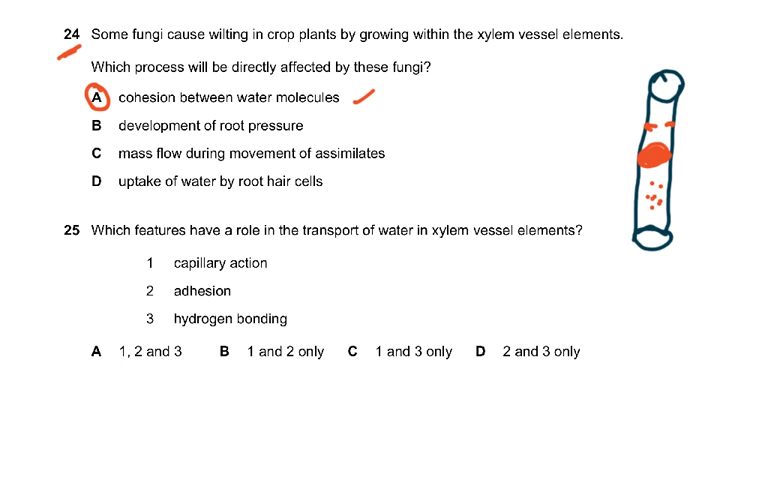 24 Some fungi cause wilting in crop plants by growing within the xylem vessel elements.
Which process will be directly affected by these fungi?
A cohesion between water molecules
B development of root pressure
C mass flow during movement of assimilates
D uptake of water by root hair cells
25 Which features have a role in the transport of water in xylem vessel elements?
1 capillary action
2 adhesion
3 hydrogen bonding
A 1, 2 and 3 B 1 and 2 only C 1 and 3 only D 2 and 3 only